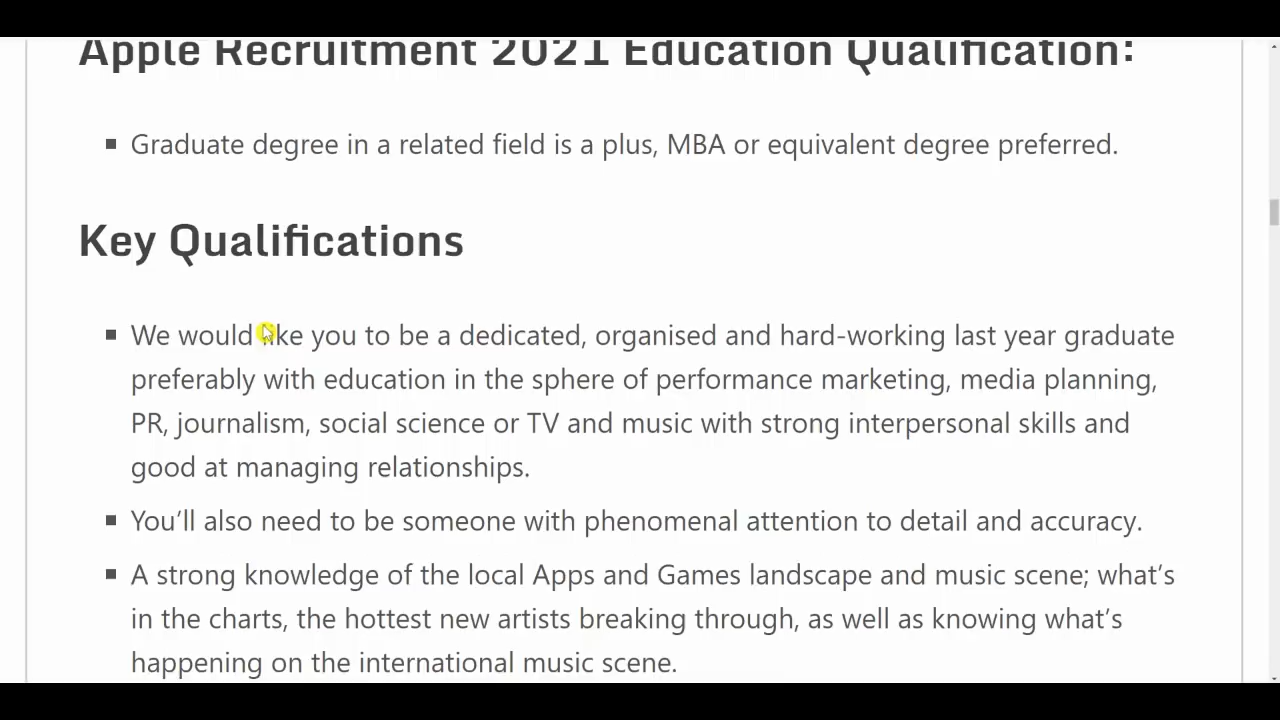 Apple Recruitment 2021 Education Qualification:
Graduate degree in a related field is a plus, MBA or equivalent degree preferred.
Key Qualifications
We would like you to be a dedicated, organised and hard-working last year graduate
preferably with education in the sphere of performance marketing, media planning,
PR, journalism, social science or TV and music with strong interpersonal skills and
good at managing relationships.
You’ll also need to be someone with phenomenal attention to detail and accuracy.
A strong knowledge of the local Apps and Games landscape and music scene; what’s
in the charts, the hottest new artists breaking through, as well as knowing what’s
happening on the international music scene.